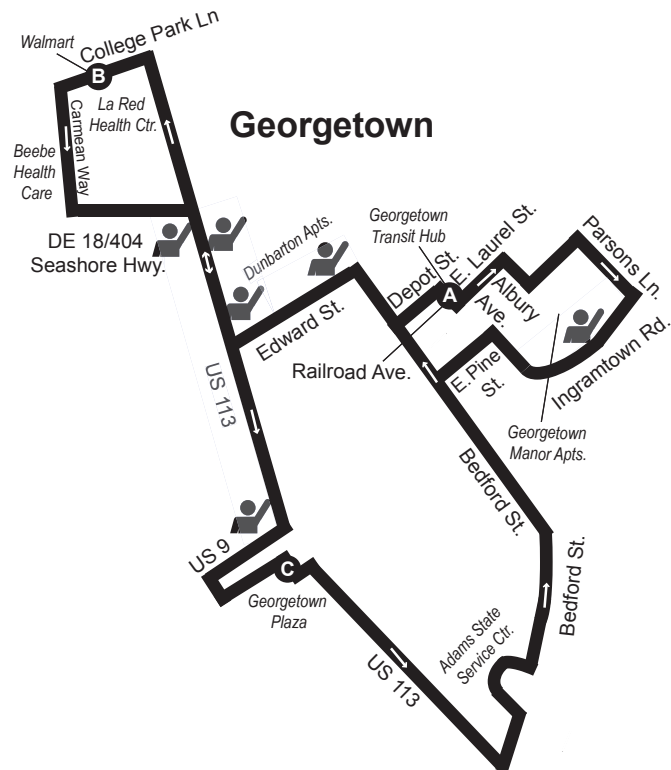 Walmart
College Park Ln
B
La Red
Health Ctr.
Georgetown
Carmean Way
Beebe
Health
Care
DE 18/404
Seashore Hwy.
Dunbarton Apts.
Georgetown
Transit Hub
Depot St.
E. Laurel St.
Parsons Ln.
A
Albury
Ave.
Edward St.
Railroad Ave.
E. Pine
St.
Ingramtown Rd.
US 113
Georgetown
Manor Apts.
Bedford St.
US 9
C
Georgetown
Plaza
Bedford St.
Adams State
Service Ctr.
US 113